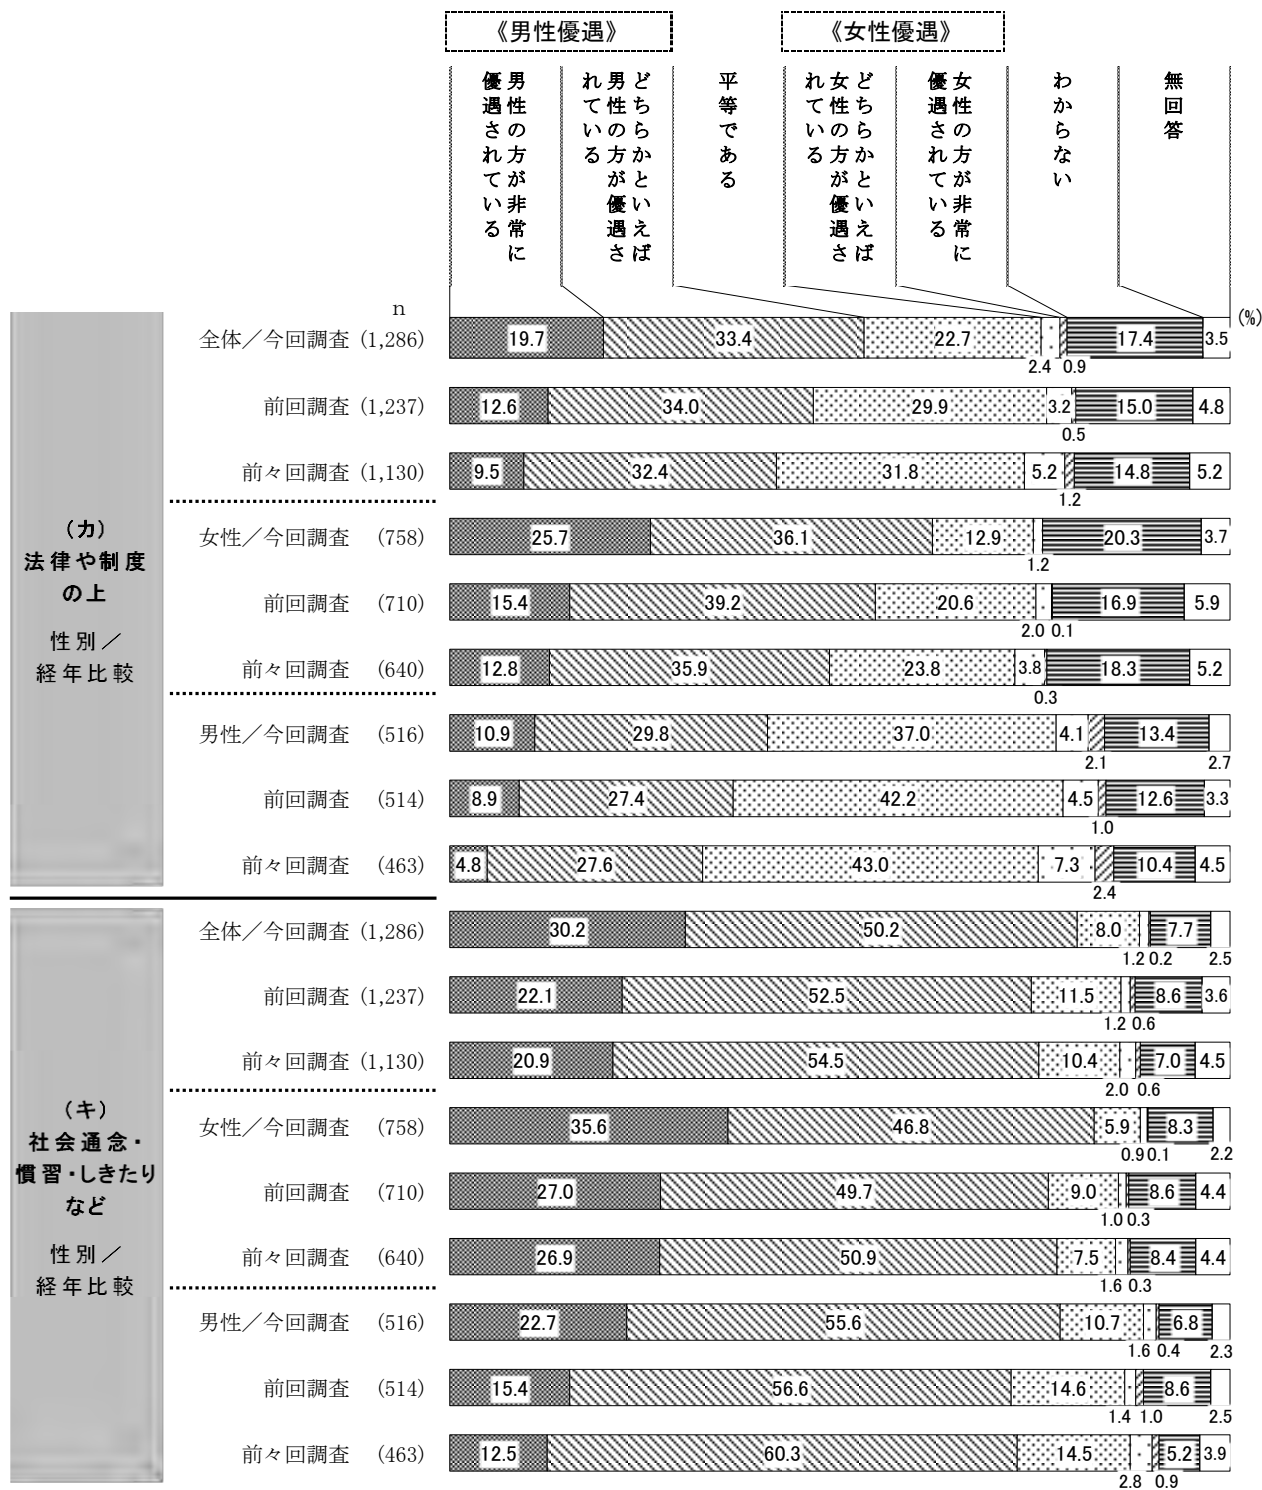 《男性優遇》 《女性優遇》
男性の方が非常に
優遇されている
どちらかといえば
男性の方が優遇さ
れている
平等である
どちらかといえば
女性の方が優遇さ
れている
女性の方が非常に
優遇されている
わからない
無回答
n
(%)
(カ)
法律や制度
の上
性別／
経年比較
全体／今回調査 (1,286) 19.7 33.4 22.7 2.4 0.9 17.4 3.5
前回調査 (1,237) 12.6 34.0 29.9 3.2 0.5 15.0 4.8
前々回調査 (1,130) 9.5 32.4 31.8 5.2 1.2 14.8 5.2
女性／今回調査 (758) 25.7 36.1 12.9 1.2 20.3 3.7
前回調査 (710) 15.4 39.2 20.6 2.0 0.1 16.9 5.9
前々回調査 (640) 12.8 35.9 23.8 3.8 0.3 18.3 5.2
男性／今回調査 (516) 10.9 29.8 37.0 4.1 2.1 13.4 2.7
前回調査 (514) 8.9 27.4 42.2 4.5 1.0 12.6 3.3
前々回調査 (463) 4.8 27.6 43.0 7.3 2.4 10.4 4.5
(キ)
社会通念・
慣習・しきたり
など
性別／
経年比較
全体／今回調査 (1,286) 30.2 50.2 8.0 1.2 0.2 7.7 2.5
前回調査 (1,237) 22.1 52.5 11.5 1.2 0.6 8.6 3.6
前々回調査 (1,130) 20.9 54.5 10.4 2.0 0.6 7.0 4.5
女性／今回調査 (758) 35.6 46.8 5.9 0.9 0.1 8.3 2.2
前回調査 (710) 27.0 49.7 9.0 1.0 0.3 8.6 4.4
前々回調査 (640) 26.9 50.9 7.5 1.6 0.3 8.4 4.4
男性／今回調査 (516) 22.7 55.6 10.7 1.6 0.4 6.8 2.3
前回調査 (514) 15.4 56.6 14.6 1.4 1.0 8.6 2.5
前々回調査 (463) 12.5 60.3 14.5 2.8 0.9 5.2 3.9